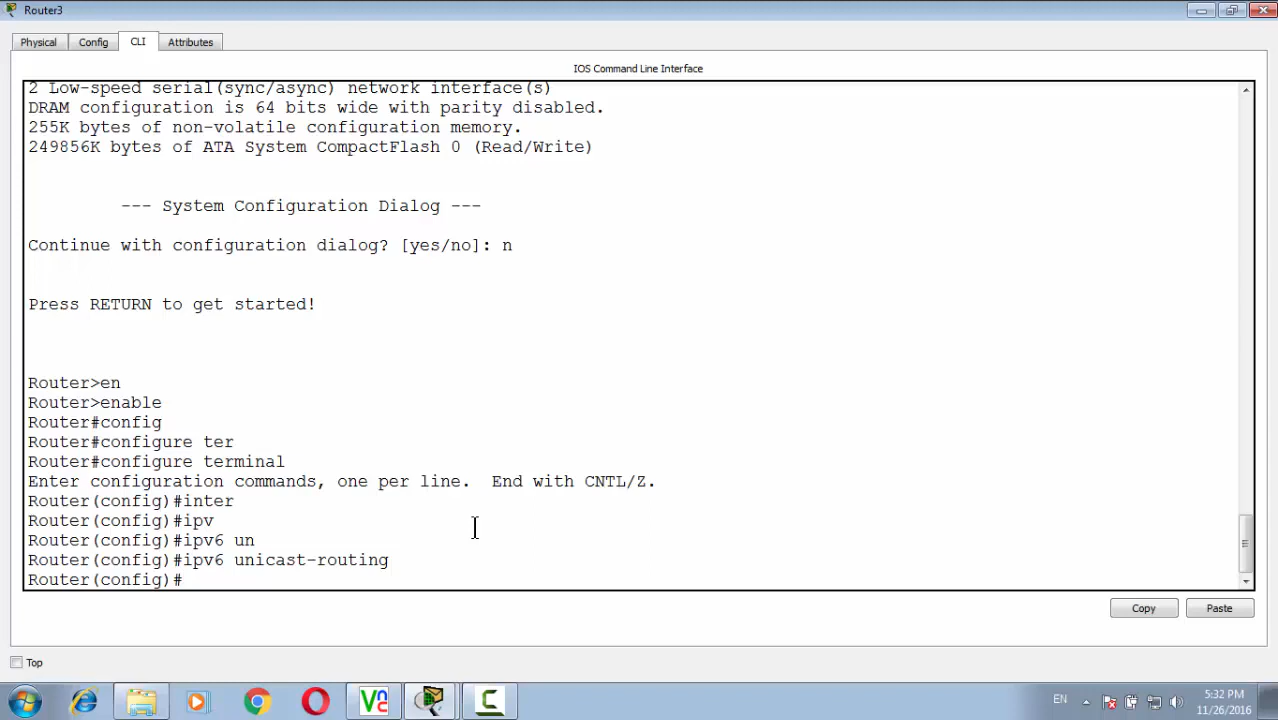 Router3
Physical
Config
CLI
Attributes
IOS Command Line Interface
2 Low-speed serial(sync/async) network interface(s)
DRAM configuration is 64 bits wide with parity disabled.
255K bytes of non-volatile configuration memory.
249856K bytes of ATA System CompactFlash 0 (Read/Write)
--- System Configuration Dialog ---
Continue with configuration dialog? [yes/no]: n
Press RETURN to get started!
Router>en
Router>enable
Router#config
Router#configure ter
Router#configure terminal
Enter configuration commands, one per line.  End with CNTL/Z.
Router(config)#inter
Router(config)#ipv
Router(config)#ipv6 un
Router(config)#ipv6 unicast-routing
Router(config)#
Copy
Paste
Top
EN
5:32 PM
11/26/2016